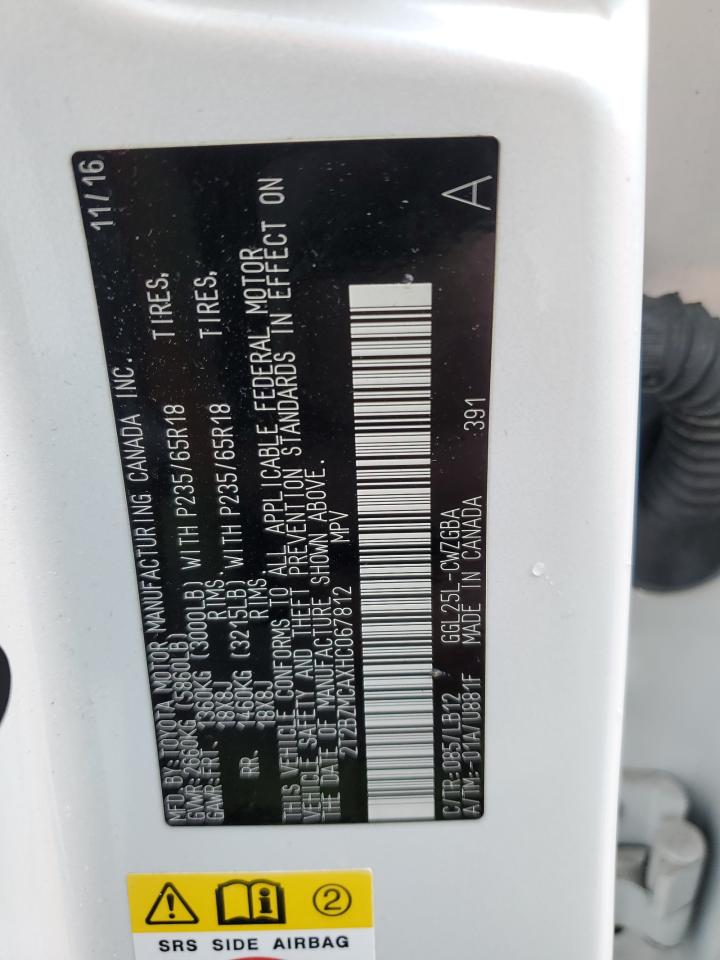 MFD BY:TOYOTA MOTOR MANUFACTURING CANADA INC. 11/16
GWVR:2660KG (5860LB)
GAWR:FRT. 1360KG (3000LB) WITH P235/65R18 TIRES,
18X8J RIMS.
RR. 1460KG (3215LB) WITH P235/65R18 TIRES,
18X8J RIMS.
THIS VEHICLE CONFORMS TO ALL APPLICABLE FEDERAL MOTOR
VEHICLE SAFETY AND THEFT PREVENTION STANDARDS IN EFFECT ON
THE DATE OF MANUFACTURE SHOWN ABOVE.
2T2BZMCAXHC067812 MPV
C/TR:085/LB12 GGL25L-CWZGBA
A/TM:-01A/U881F MADE IN CANADA 391 A
2
SRS SIDE AIRBAG